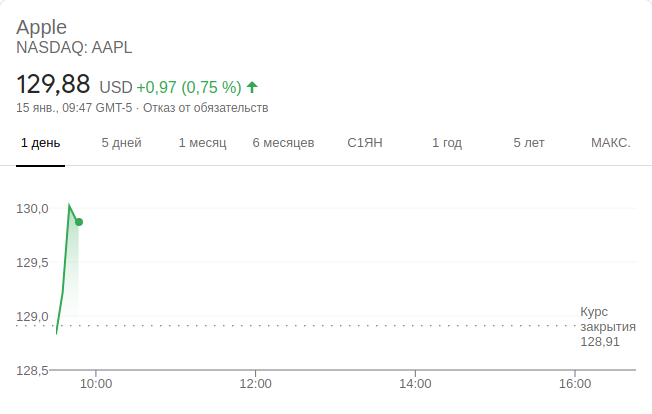 Apple
NASDAQ: AAPL
129,88 USD +0,97 (0,75 %)
15 янв., 09:47 GMT-5 · Отказ от обязательств
1 день 5 дней 1 месяц 6 месяцев С1ЯН 1 год 5 лет МАКС.
130,0
129,5
129,0
Курс
закрытия
128,91
128,5
10:00 12:00 14:00 16:00